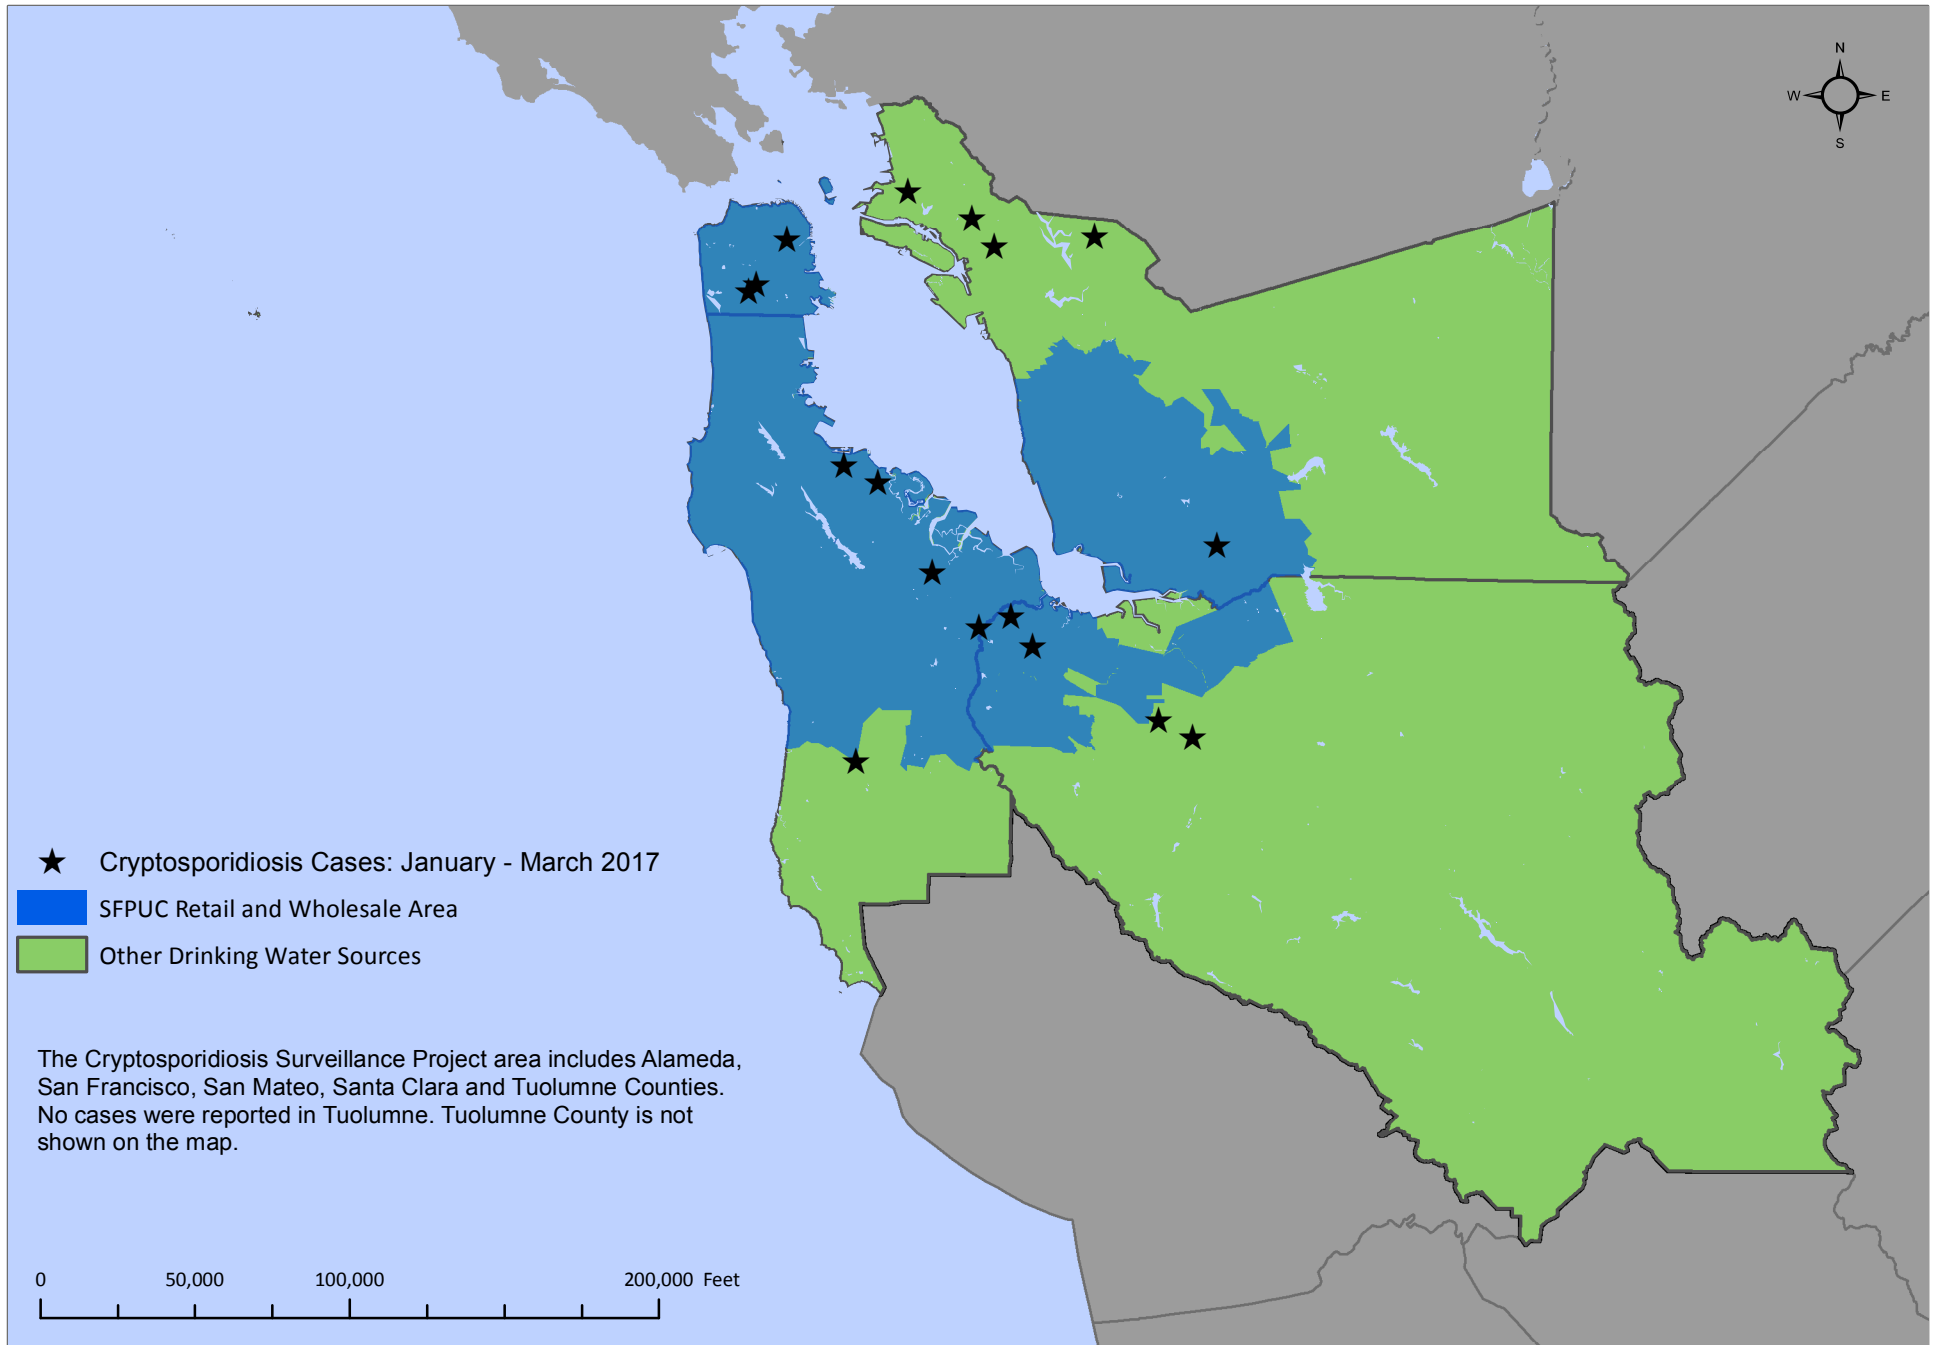 N
W E
S
Cryptosporidiosis Cases: January - March 2017
SFPUC Retail and Wholesale Area
Other Drinking Water Sources
The Cryptosporidiosis Surveillance Project area includes Alameda,
San Francisco, San Mateo, Santa Clara and Tuolumne Counties.
No cases were reported in Tuolumne. Tuolumne County is not
shown on the map.
0 50,000 100,000 200,000 Feet